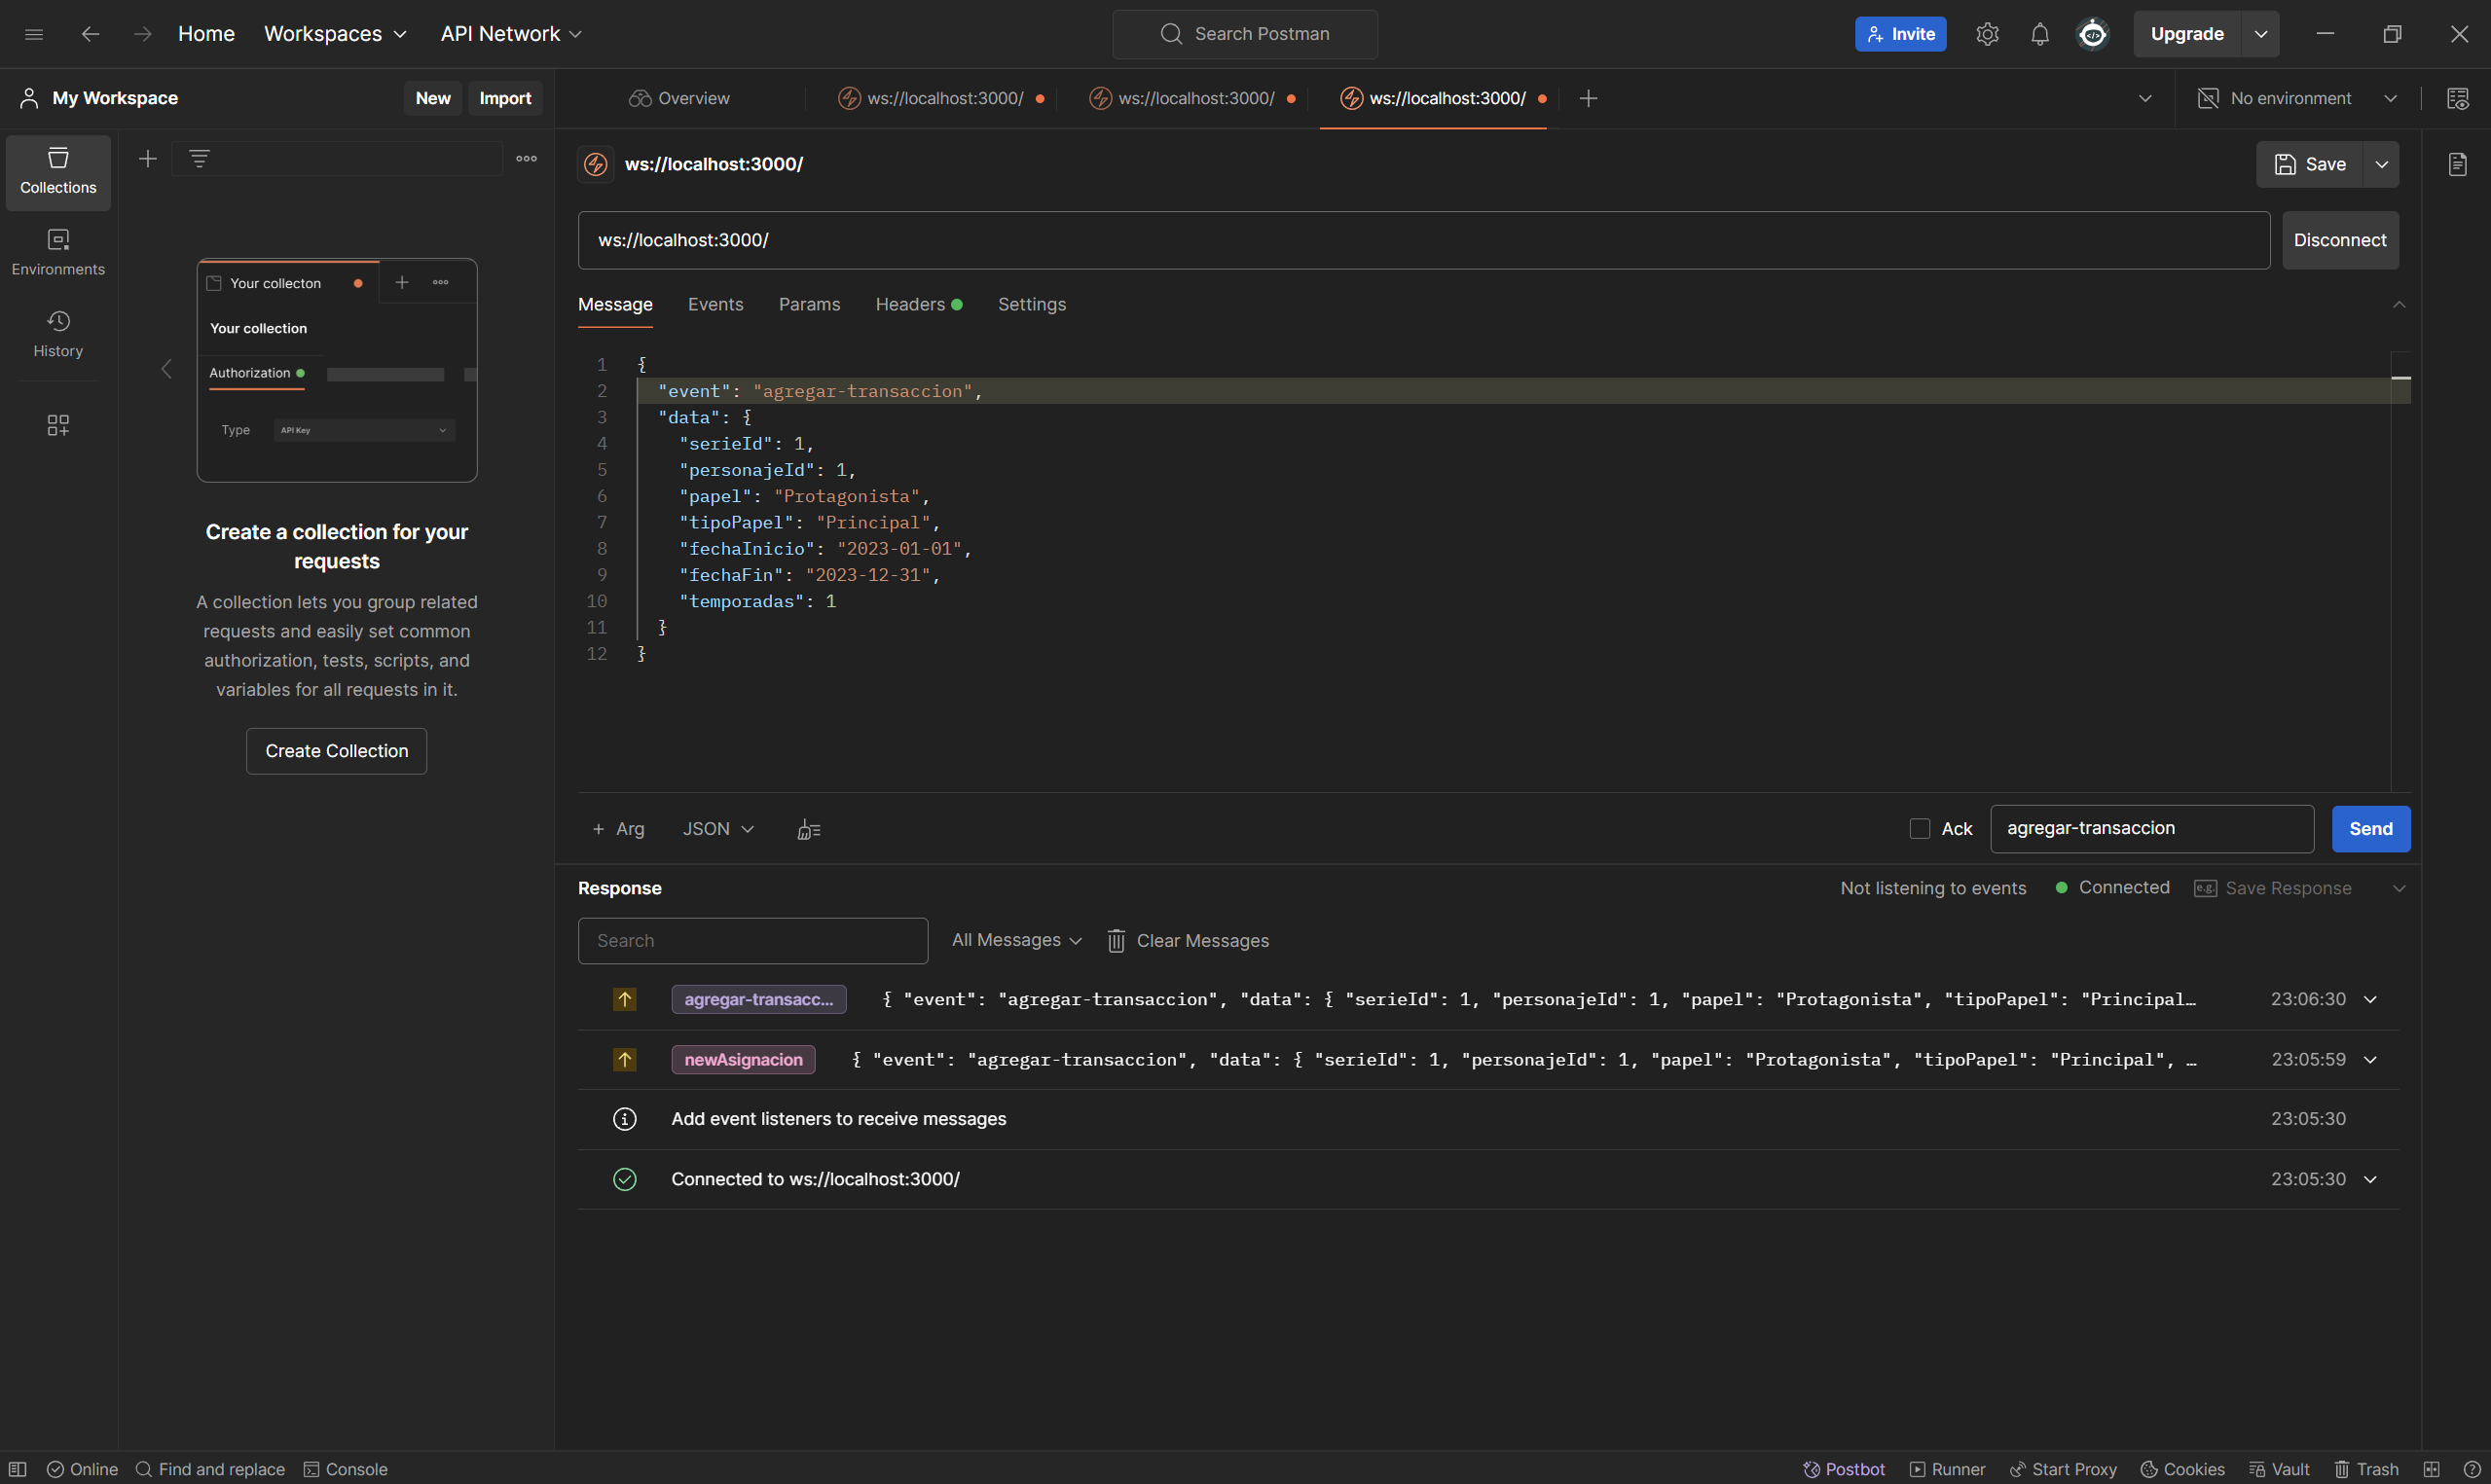 Home Workspaces API Network Search Postman Invite Upgrade
My Workspace New Import Overview ws://localhost:3000/ ws://localhost:3000/ ws://localhost:3000/ No environment
Collections
Environments
History
Your collecton
Your collection
Authorization
Type API Key
Create a collection for your
requests
A collection lets you group related
requests and easily set common
authorization, tests, scripts, and
variables for all requests in it.
Create Collection
ws://localhost:3000/ Save
ws://localhost:3000/ Disconnect
Message Events Params Headers Settings
1 {
2 "event": "agregar-transaccion",
3 "data": {
4 "serieId": 1,
5 "personajeId": 1,
6 "papel": "Protagonista",
7 "tipoPapel": "Principal",
8 "fechaInicio": "2023-01-01",
9 "fechaFin": "2023-12-31",
10 "temporadas": 1
11 }
12 }
+ Arg JSON Ack agregar-transaccion Send
Response Not listening to events Connected e.g. Save Response
Search All Messages Clear Messages
agregar-transacc... { "event": "agregar-transaccion", "data": { "serieId": 1, "personajeId": 1, "papel": "Protagonista", "tipoPapel": "Principal… 23:06:30
newAsignacion { "event": "agregar-transaccion", "data": { "serieId": 1, "personajeId": 1, "papel": "Protagonista", "tipoPapel": "Principal", … 23:05:59
Add event listeners to receive messages 23:05:30
Connected to ws://localhost:3000/ 23:05:30
Online Find and replace Console Postbot Runner Start Proxy Cookies Vault Trash